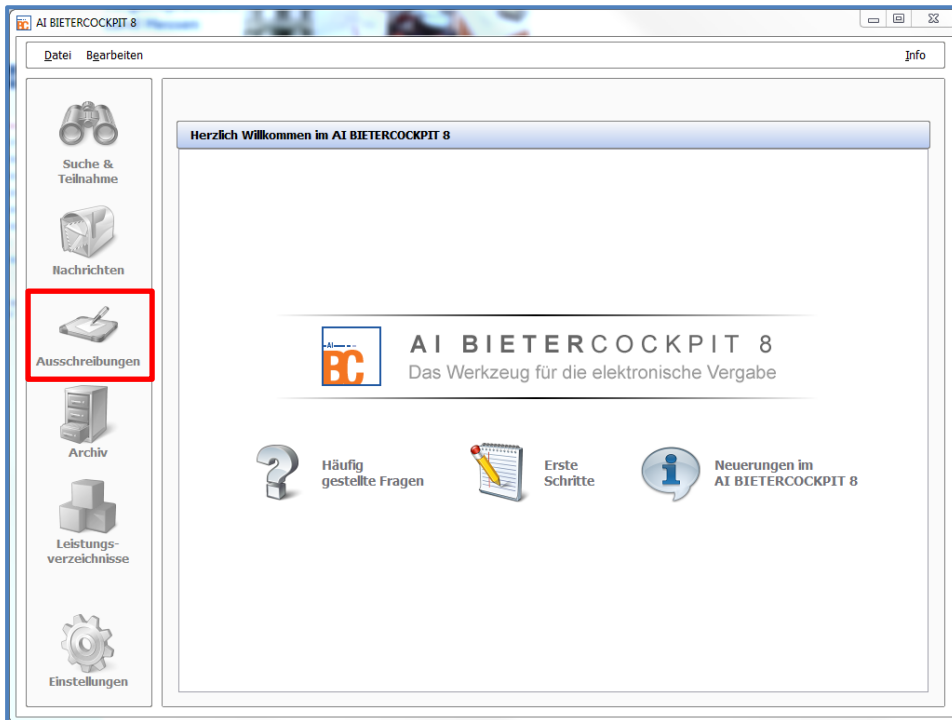 AI BIETERCOCKPIT 8
Datei Bearbeiten Info
Suche &
Teilnahme
Nachrichten
Ausschreibungen
Archiv
Leistungs-
verzeichnisse
Einstellungen
Herzlich Willkommen im AI BIETERCOCKPIT 8
AI
BC
AI BIETERCOCKPIT 8
Das Werkzeug für die elektronische Vergabe
Häufig
gestellte Fragen
Erste
Schritte
Neuerungen im
AI BIETERCOCKPIT 8